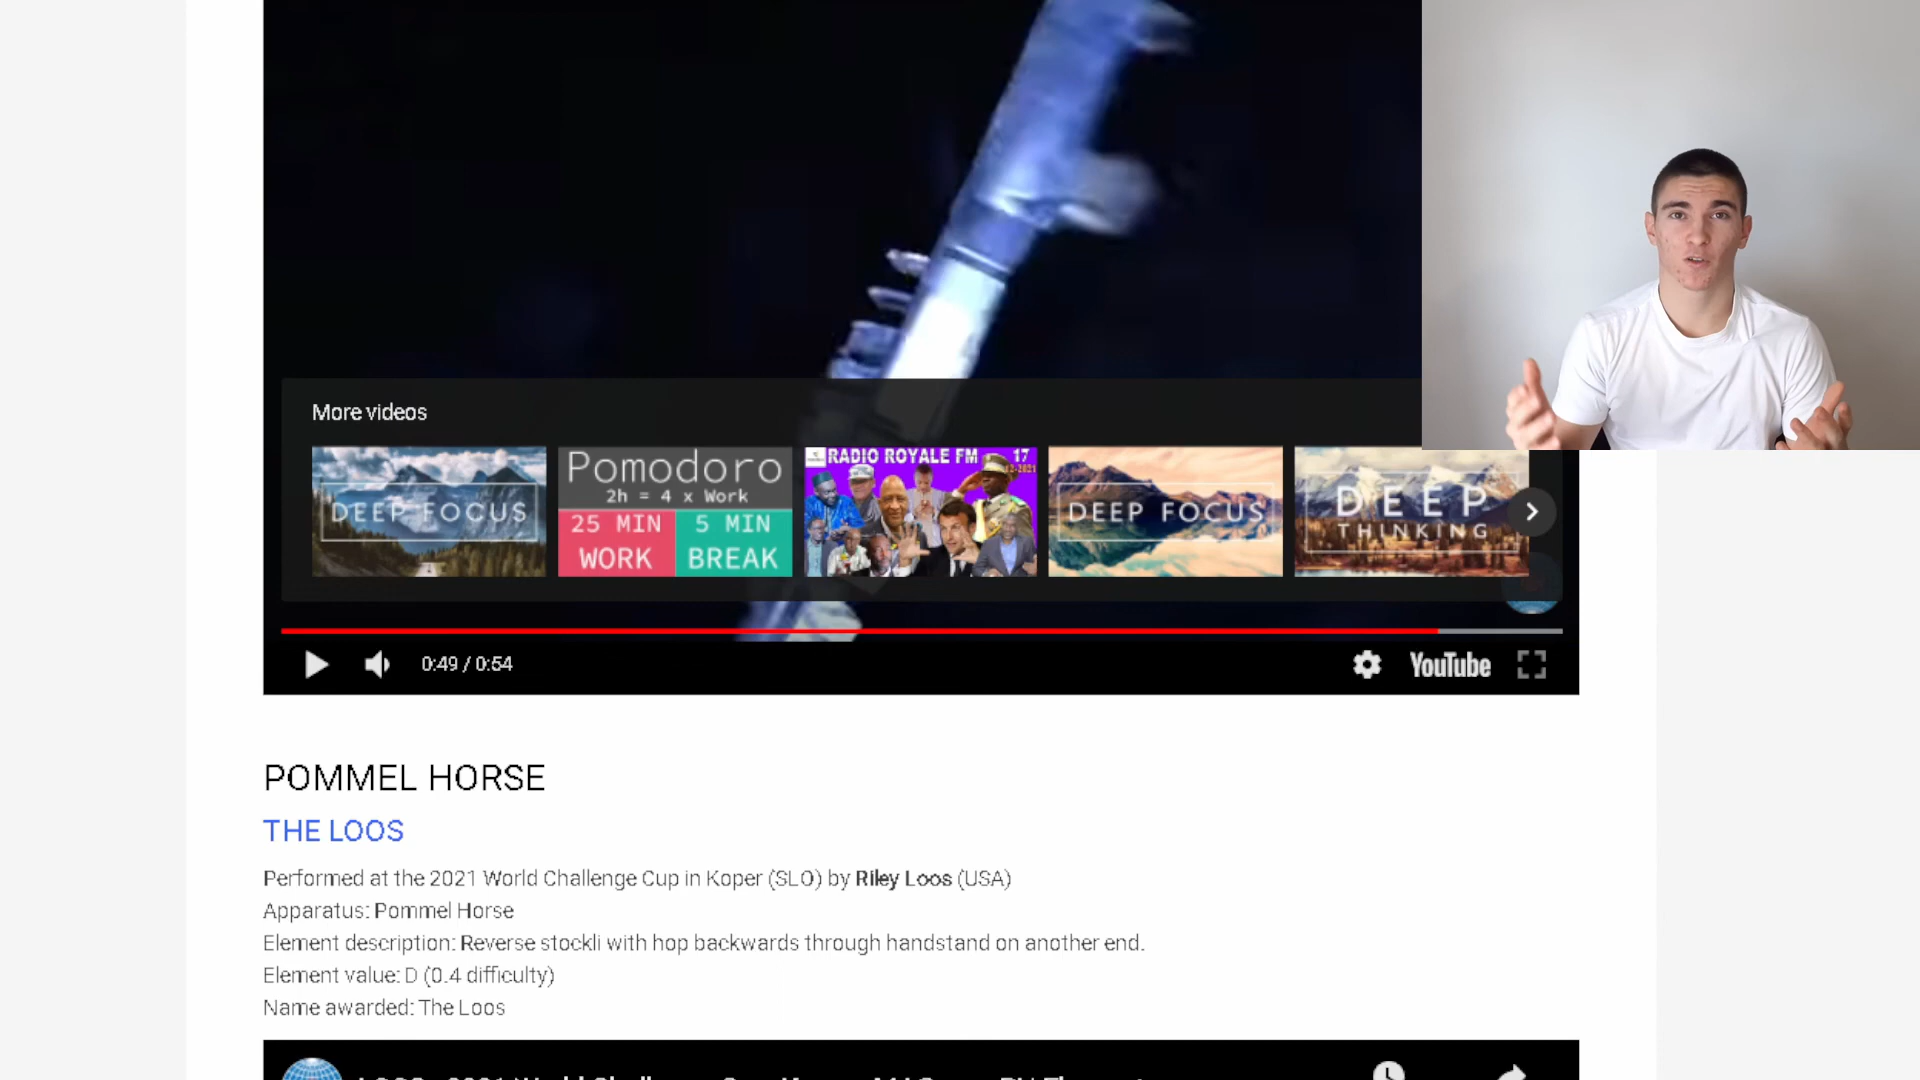 More videos
DEEP FOCUS
Pomodoro
2h = 4 x Work
25 MIN
WORK
5 MIN
BREAK
RADIO ROYALE FM
17
12-2021
DEEP FOCUS
DEEP
THINKING
0:49 / 0:54
YouTube
POMMEL HORSE
THE LOOS
Performed at the 2021 World Challenge Cup in Koper (SLO) by Riley Loos (USA)
Apparatus: Pommel Horse
Element description: Reverse stockli with hop backwards through handstand on another end.
Element value: D (0.4 difficulty)
Name awarded: The Loos